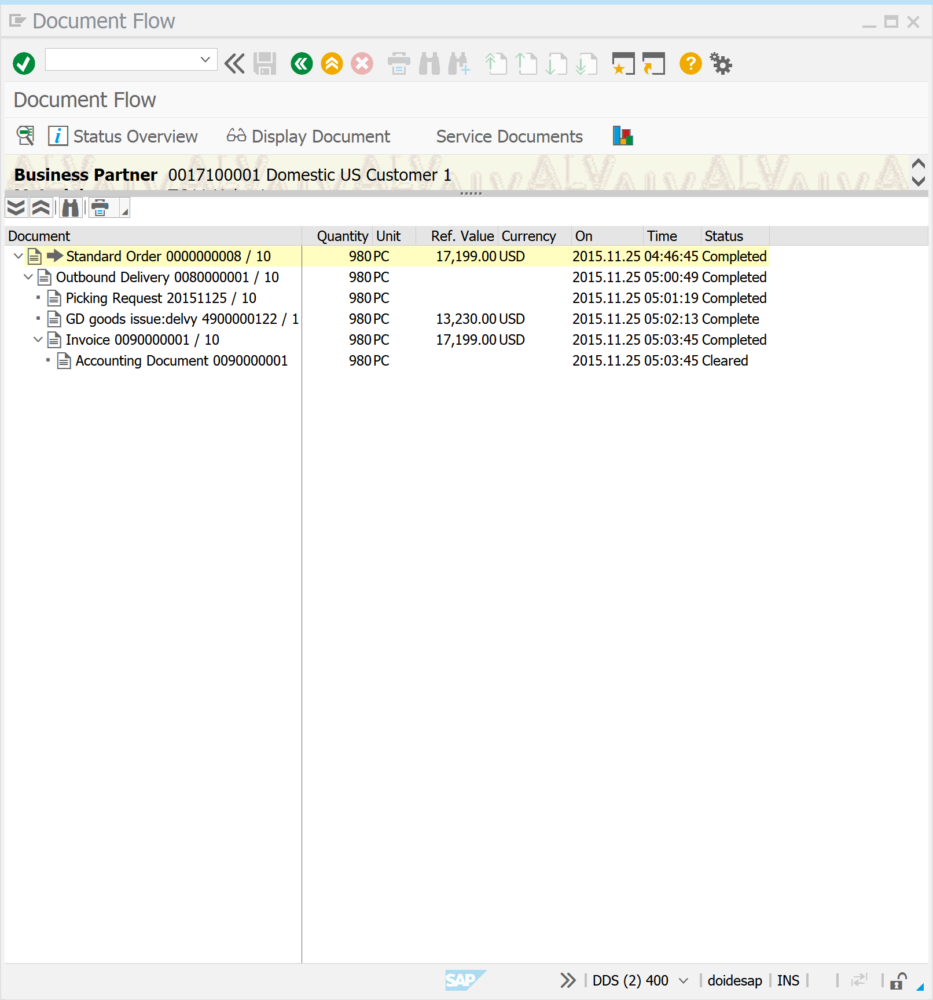 Document Flow
Document Flow
Status Overview Display Document Service Documents
Business Partner 0017100001 Domestic US Customer 1
Document Quantity Unit Ref. Value Currency On Time Status
Standard Order 0000000008 / 10 980 PC 17,199.00 USD 2015.11.25 04:46:45 Completed
Outbound Delivery 0080000001 / 10 980 PC 2015.11.25 05:00:49 Completed
Picking Request 20151125 / 10 980 PC 2015.11.25 05:01:19 Completed
GD goods issue:delvy 4900000122 / 1 980 PC 13,230.00 USD 2015.11.25 05:02:13 Complete
Invoice 0090000001 / 10 980 PC 17,199.00 USD 2015.11.25 05:03:45 Completed
Accounting Document 0090000001 980 PC 2015.11.25 05:03:45 Cleared
SAP DDS (2) 400 doidesap INS